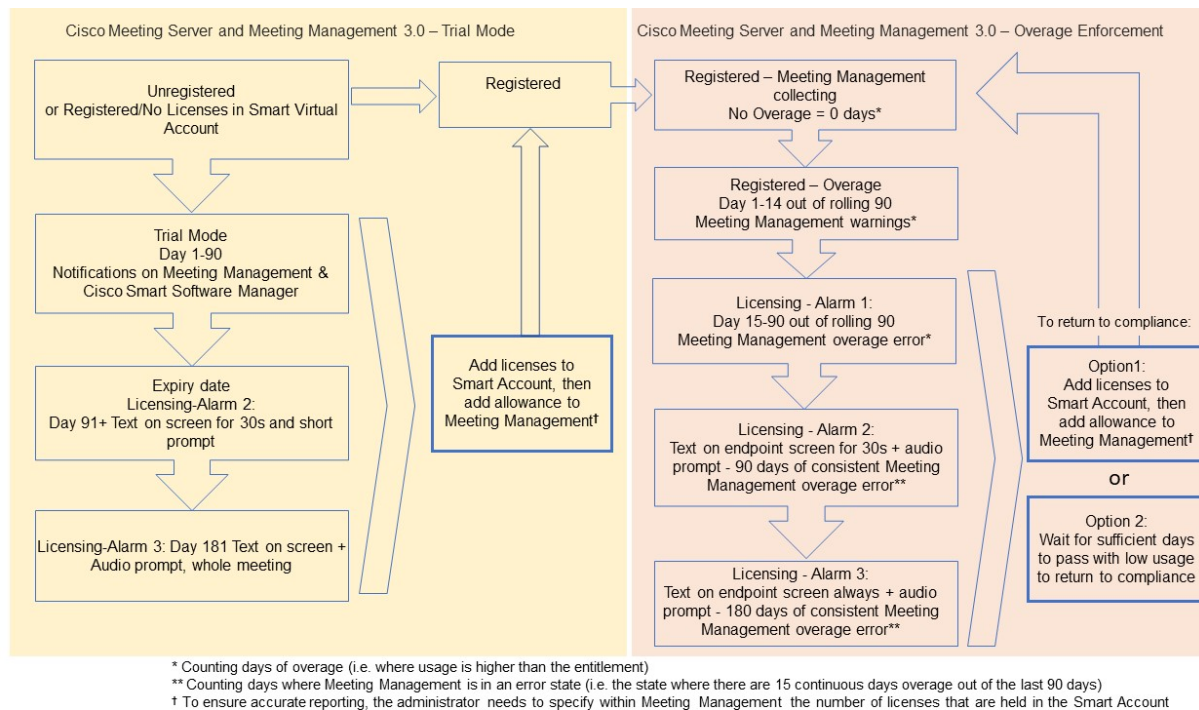 Cisco Meeting Server and Meeting Management 3.0 – Trial Mode
Unregistered
or Registered/No Licenses in Smart Virtual
Account
Registered
Trial Mode
Day 1-90
Notifications on Meeting Management &
Cisco Smart Software Manager
Expiry date
Licensing-Alarm 2:
Day 91+ Text on screen for 30s and short
prompt
Licensing-Alarm 3: Day 181 Text on screen +
Audio prompt, whole meeting
Add licenses to
Smart Account, then
add allowance to
Meeting Management†
Cisco Meeting Server and Meeting Management 3.0 – Overage Enforcement
Registered – Meeting Management
collecting
No Overage = 0 days*
Registered – Overage
Day 1-14 out of rolling 90
Meeting Management warnings*
Licensing - Alarm 1:
Day 15-90 out of rolling 90
Meeting Management overage error*
Licensing - Alarm 2:
Text on endpoint screen for 30s + audio
prompt - 90 days of consistent Meeting
Management overage error**
Licensing - Alarm 3:
Text on endpoint screen always + audio
prompt - 180 days of consistent Meeting
Management overage error**
To return to compliance:
Option1:
Add licenses to
Smart Account, then
add allowance to
Meeting Management†
or
Option 2:
Wait for sufficient days
to pass with low usage
to return to compliance
* Counting days of overage (i.e. where usage is higher than the entitlement)
** Counting days where Meeting Management is in an error state (i.e. the state where there are 15 continuous days overage out of the last 90 days)
† To ensure accurate reporting, the administrator needs to specify within Meeting Management the number of licenses that are held in the Smart Account